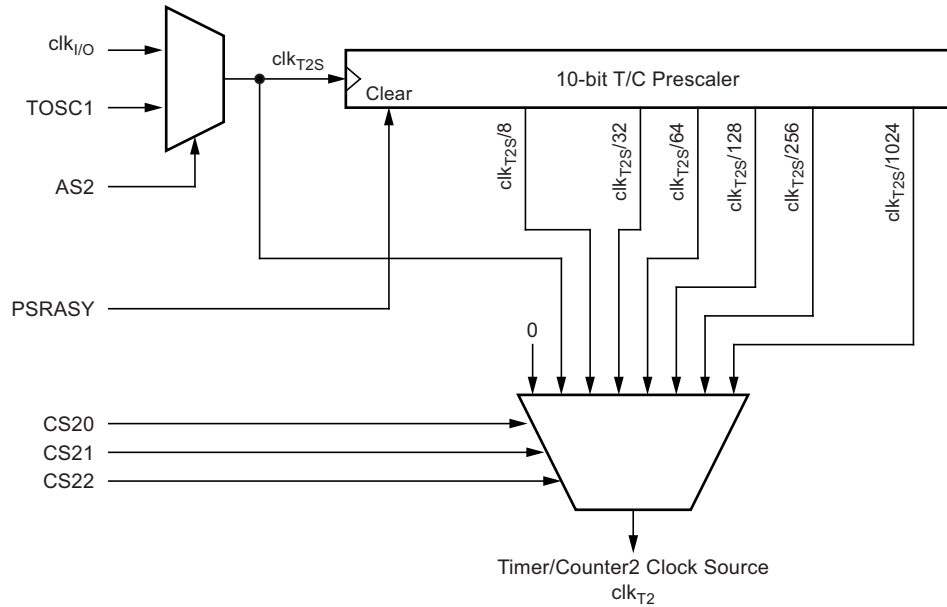 clkI/O
clkT2S
10-bit T/C Prescaler
TOSC1
Clear
clkT2S/8
clkT2S/32
clkT2S/64
clkT2S/128
clkT2S/256
clkT2S/1024
AS2
PSRASY
0
CS20
CS21
CS22
Timer/Counter2 Clock Source
clkT2